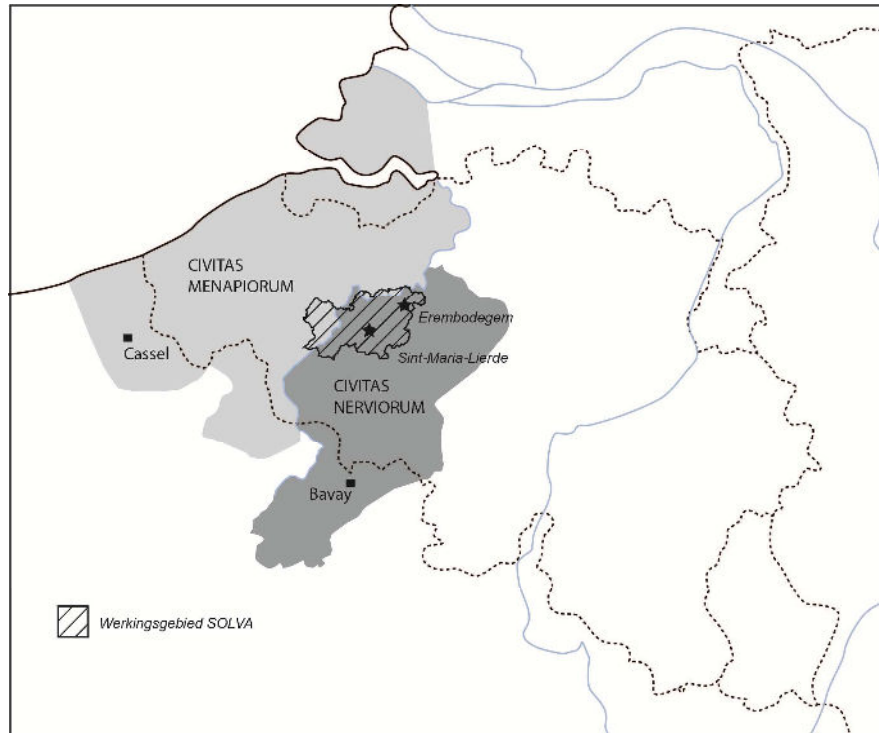 CIVITAS
MENAPIORUM
Cassel
Erembodegem
Sint-Maria-Lierde
CIVITAS
NERVIORUM
Bavay
Werkingsgebied SOLVA